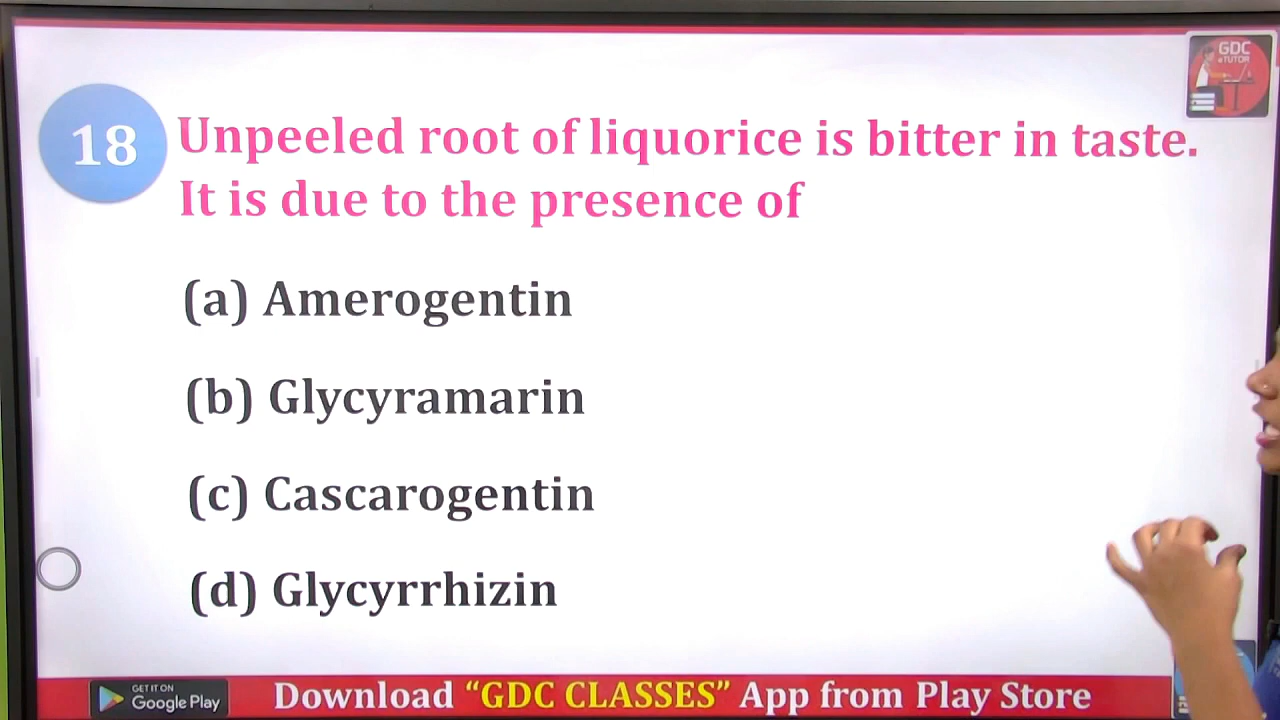 GDC
eTUTOR
18
Unpeeled root of liquorice is bitter in taste.
It is due to the presence of
(a) Amerogentin
(b) Glycyramarin
(c) Cascarogentin
(d) Glycyrrhizin
GET IT ON
Google Play
Download “GDC CLASSES” App from Play Store